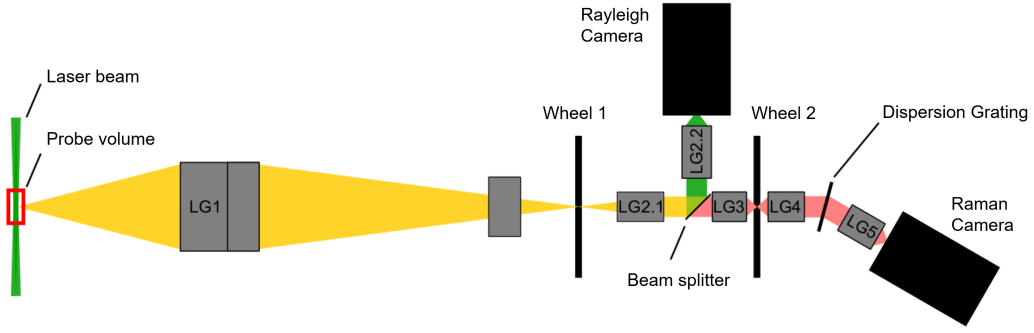 Rayleigh
Camera
Laser beam
Wheel 1
Wheel 2
Dispersion Grating
Probe volume
LG2.2
LG1
LG2.1
LG3
LG4
LG5
Raman
Camera
Beam splitter